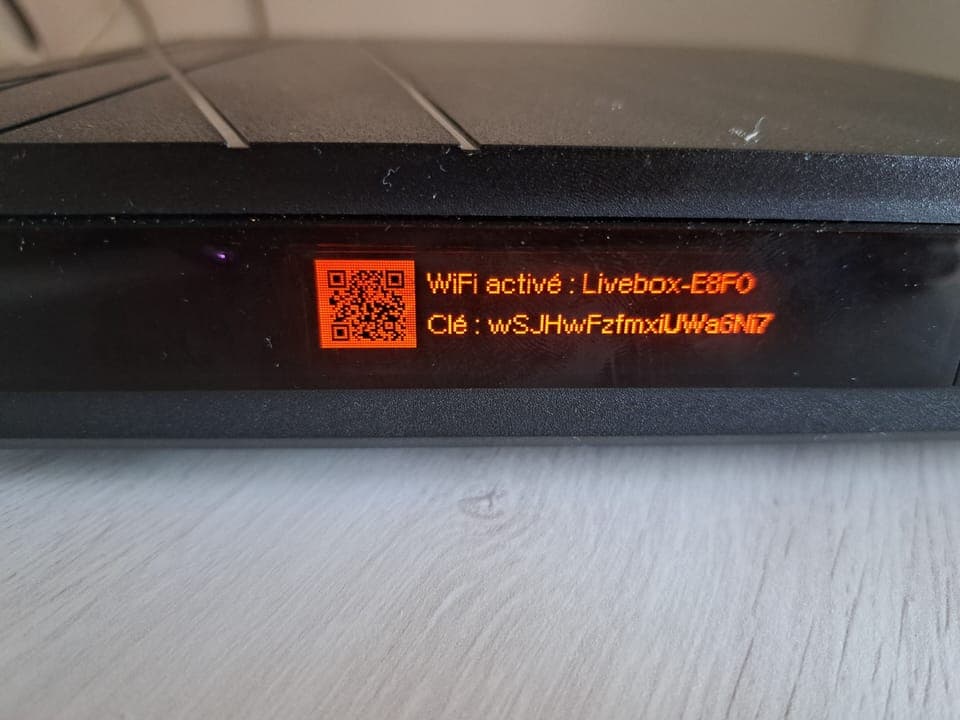 WiFi activé : Livebox-E8F0
Clé : wSJHwFzfmxiUWa6Ni7